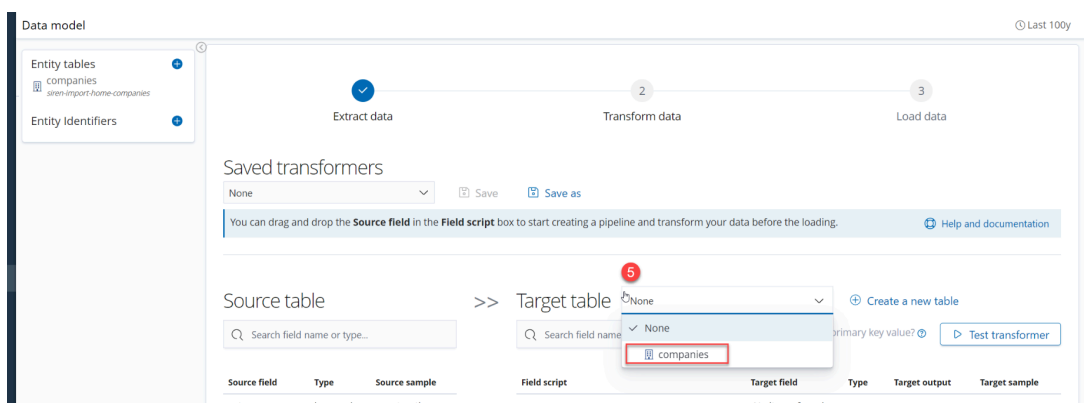 Data model
Last 100y
Entity tables
companies
siren-import-home-companies
Entity Identifiers
2
3
Extract data
Transform data
Load data
Saved transformers
None
Save
Save as
You can drag and drop the Source field in the Field script box to start creating a pipeline and transform your data before the loading.
Help and documentation
5
Source table
>>
Target table
None
Create a new table
Search field name or type...
Search field name
None
companies
primary key value?
Test transformer
Source field
Type
Source sample
Field script
Target field
Type
Target output
Target sample